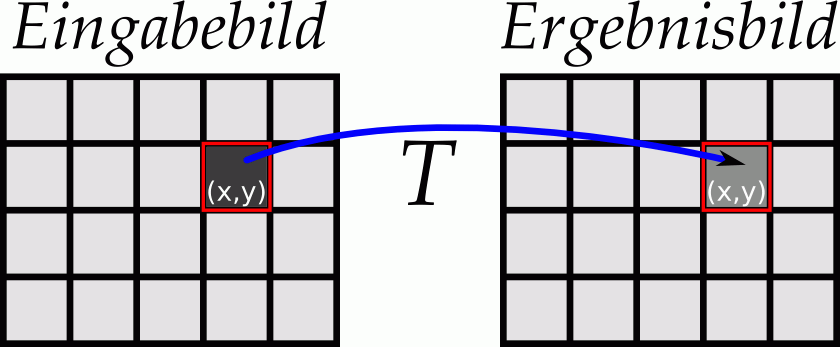 Eingabebild
Ergebnisbild
T
(x,y)
(x,y)